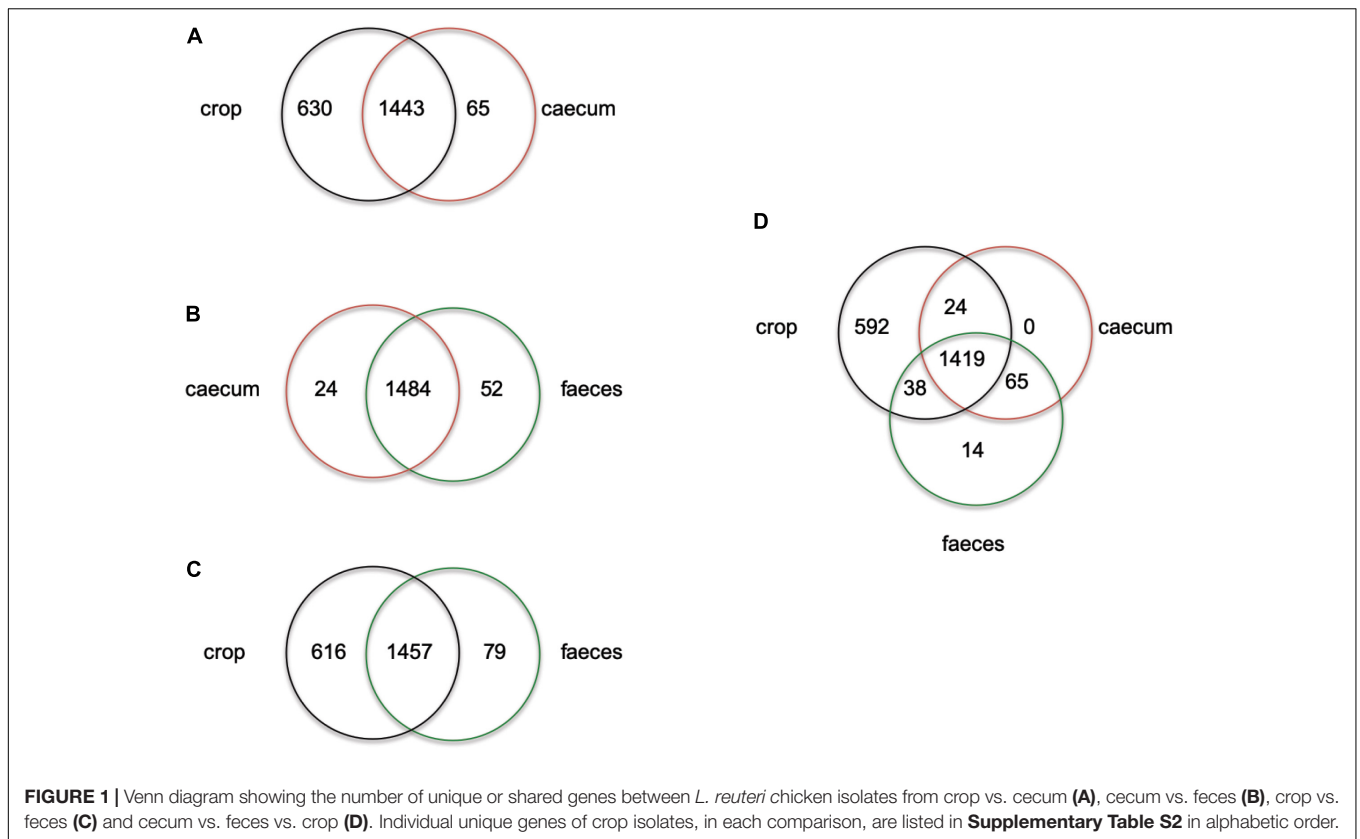 A
crop 630 1443 65 caecum
B
caecum 24 1484 52 faeces
C
crop 616 1457 79 faeces
D
crop 592 24 0 caecum
1419
38 65
14
faeces
FIGURE 1 | Venn diagram showing the number of unique or shared genes between L. reuteri chicken isolates from crop vs. cecum (A), cecum vs. feces (B), crop vs.
feces (C) and cecum vs. feces vs. crop (D). Individual unique genes of crop isolates, in each comparison, are listed in Supplementary Table S2 in alphabetic order.